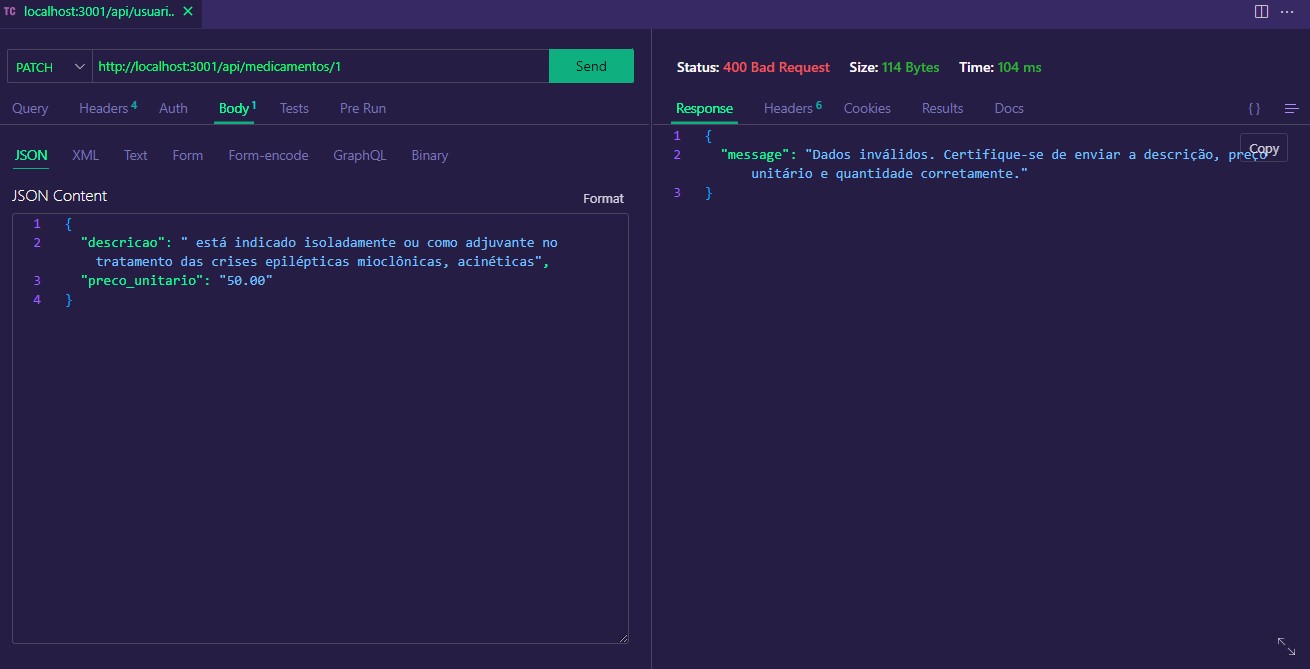 TC localhost:3001/api/usuari.. ✕
PATCH http://localhost:3001/api/medicamentos/1 Send
Query Headers 4 Auth Body 1 Tests Pre Run
JSON XML Text Form Form-encode GraphQL Binary
JSON Content
Format
1 {
2 "descricao": " está indicado isoladamente ou como adjuvante no
tratamento das crises epilépticas mioclônicas, acinéticas",
3 "preco_unitario": "50.00"
4 }
Status: 400 Bad Request Size: 114 Bytes Time: 104 ms
Response Headers 6 Cookies Results Docs { }
Copy
1 {
2 "message": "Dados inválidos. Certifique-se de enviar a descrição, preço
unitário e quantidade corretamente."
3 }